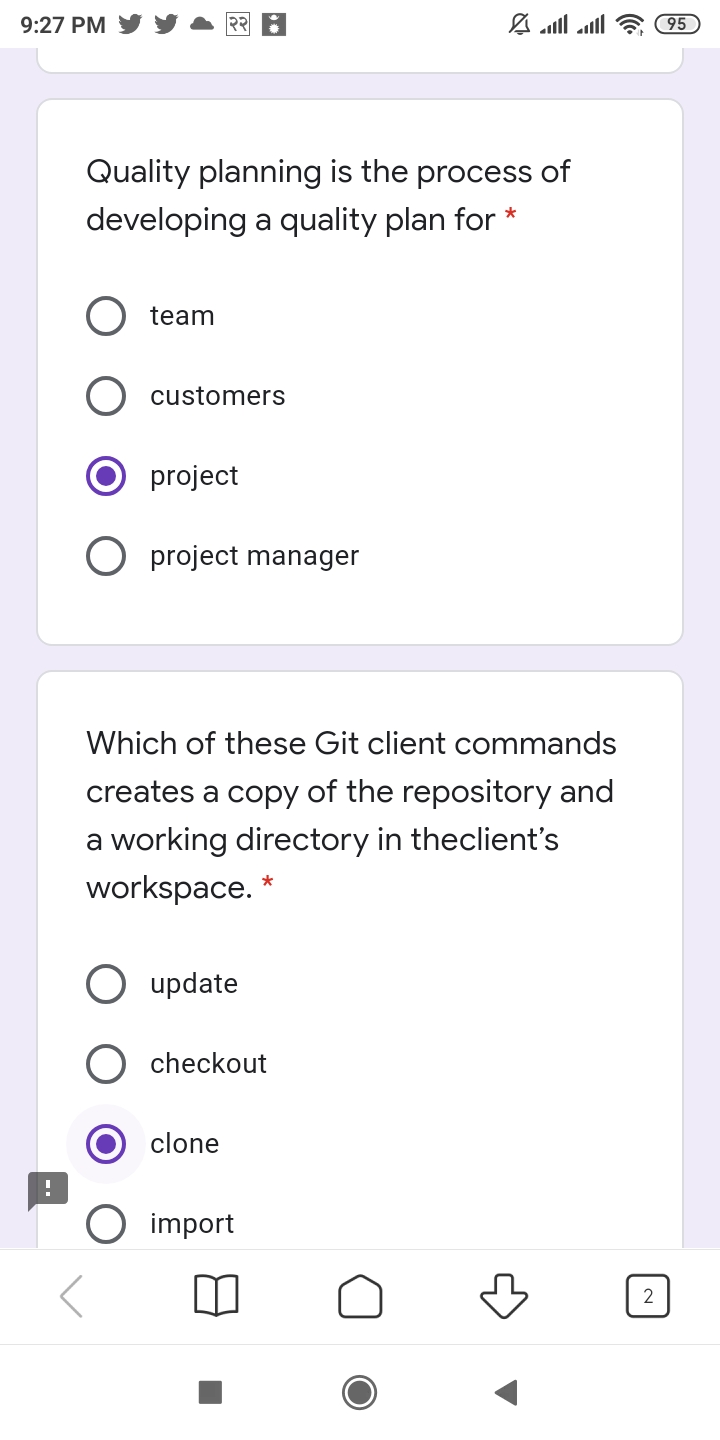 9:27 PM २२ 95
Quality planning is the process of
developing a quality plan for *
team
customers
project
project manager
Which of these Git client commands
creates a copy of the repository and
a working directory in theclient’s
workspace. *
update
checkout
clone
import
2